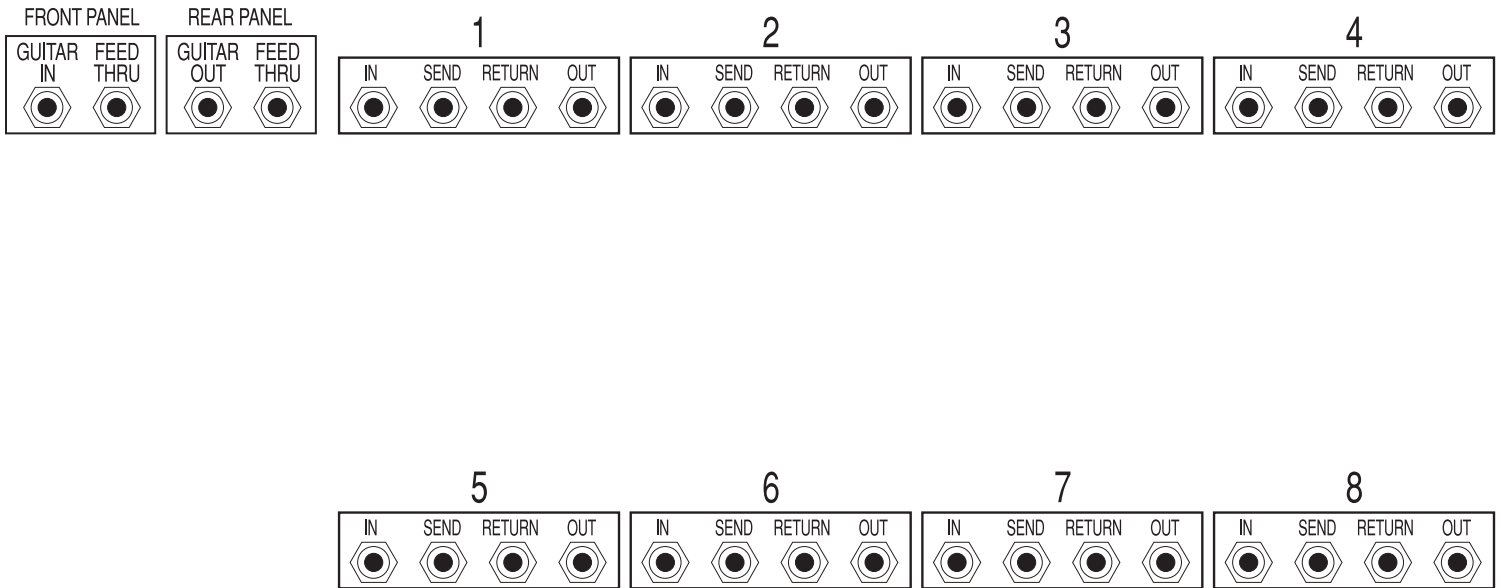 FRONT PANEL REAR PANEL
1 2 3 4
GUITAR IN FEED THRU GUITAR OUT FEED THRU
IN SEND RETURN OUT IN SEND RETURN OUT IN SEND RETURN OUT IN SEND RETURN OUT
5 6 7 8
IN SEND RETURN OUT IN SEND RETURN OUT IN SEND RETURN OUT IN SEND RETURN OUT